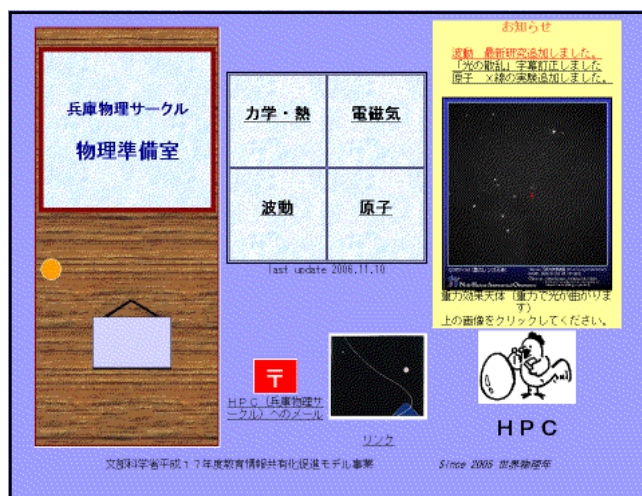 兵庫物理サークル
物理準備室
力学・熱
電磁気
波動
原子
last update 2006.11.10
お知らせ
波動 最新研究追加しました。
「光の散乱」字幕訂正しました
原子 X線の実験追加しました。
重力効果天体（重力で光が曲がりま
す）
上の画像をクリックしてください。
〒
HPC（兵庫物理サ
ークル）へのメール
リンク
HPC
文部科学省平成１７年度教育情報共有化促進モデル事業
Since 2005 世界物理年